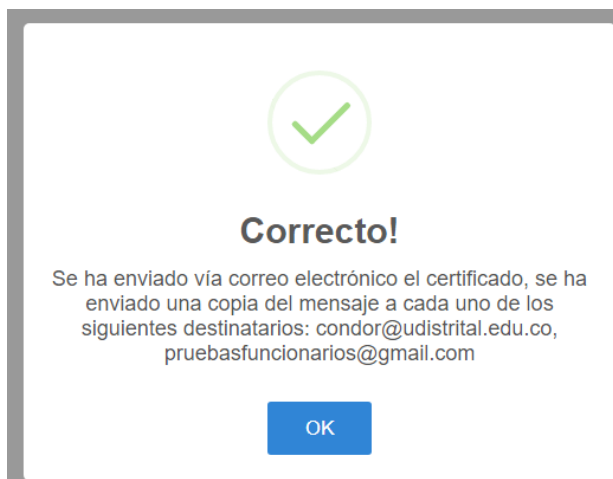 Correcto!
Se ha enviado vía correo electrónico el certificado, se ha
enviado una copia del mensaje a cada uno de los
siguientes destinatarios: condor@udistrital.edu.co,
pruebasfuncionarios@gmail.com
OK